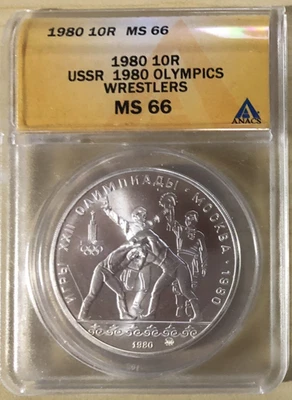 1980 10R MS 66
1980 10R
USSR 1980 OLYMPICS
WRESTLERS
MS 66
ANACS
ИГРЫ XXII ОЛИМПИАДЫ · МОСКВА · 1980
1980